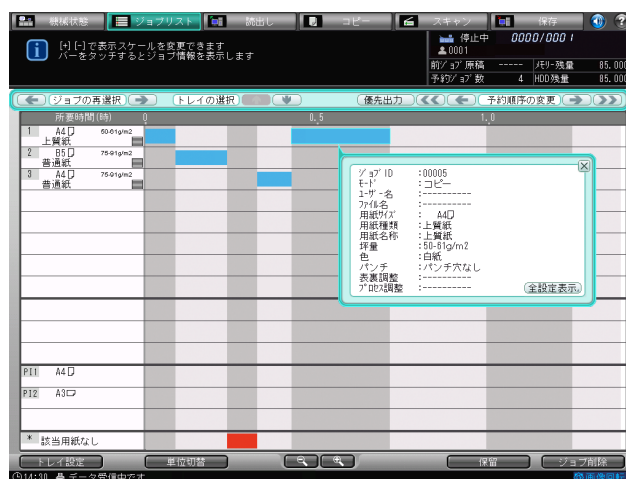 機械状態 ジョブリスト 読出し コピー スキャン 保存
[+][-]で表示スケールを変更できます
バーをタッチするとジョブ情報を表示します
停止中 0000/0001
0001
前ジョブ原稿 ----- メモリー残量 85.000
予約ジョブ数 4 HDD残量 85.000
ジョブの再選択 トレイの選択 優先出力 予約順序の変更
所要時間(時) 0 0.5 1.0
1 A4 50-61g/m2
上質紙
2 B5 75-91g/m2
普通紙
3 A4 75-91g/m2
普通紙
ジョブID :00005
モード :コピー
ユーザー名 :----------
ファイル名 :----------
用紙サイズ : A4
用紙種類 :上質紙
用紙名称 :上質紙
坪量 :50-61g/m2
色 :白紙
パンチ :パンチ穴なし
表裏調整 :----------
プロセス調整 :----------
全設定表示
PI1 A4
PI2 A3
* 該当用紙なし
トレイ設定 単位切替 保留 ジョブ削除
14:30 データ受信中です 画像回転